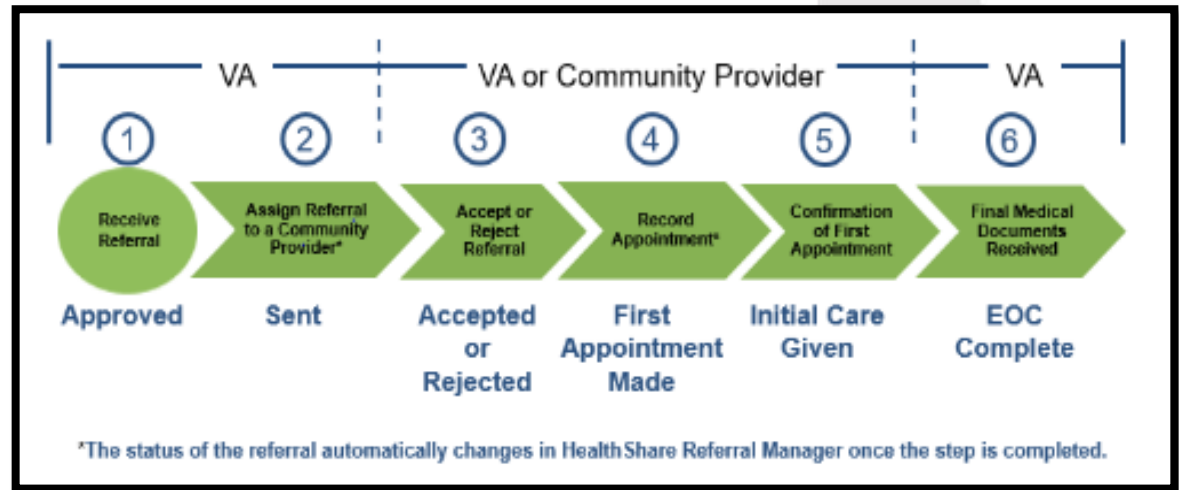 VA
VA or Community Provider
VA
1
2
3
4
5
6
Receive
Referral
Assign Referral
to a Community
Provider*
Accept or
Reject
Referral
Record
Appointment*
Confirmation
of First
Appointment
Final Medical
Documents
Received
Approved
Sent
Accepted
or
Rejected
First
Appointment
Made
Initial Care
Given
EOC
Complete
*The status of the referral automatically changes in HealthShare Referral Manager once the step is completed.